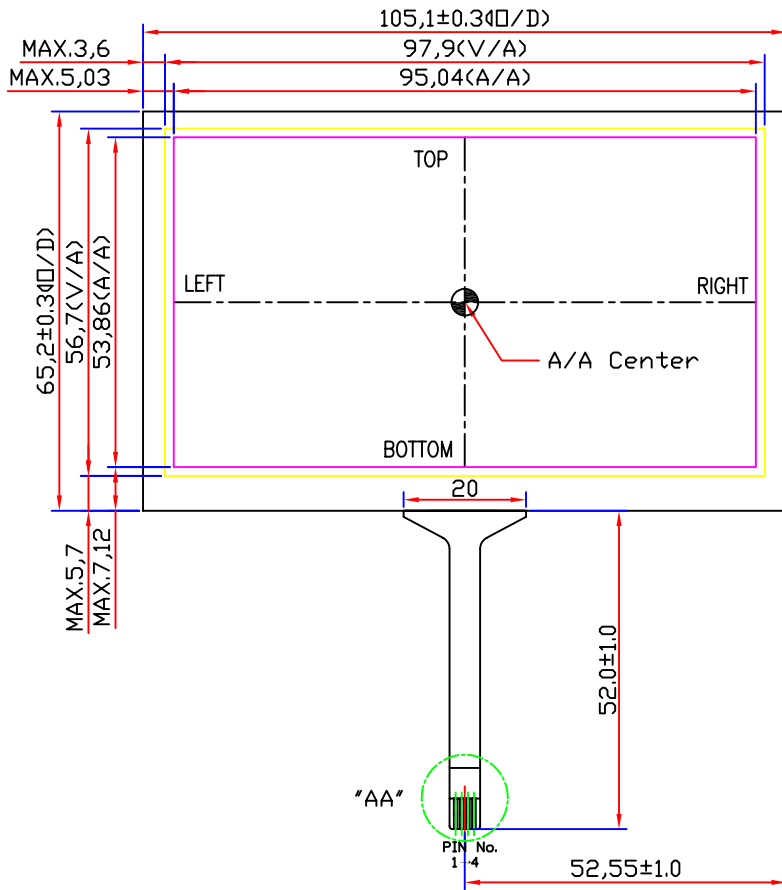 105,1±0.3(O/D)
MAX.3,6
97,9(V/A)
MAX.5,03
95,04(A/A)
TOP
LEFT
RIGHT
A/A Center
BOTTOM
65,2±0.3(O/D)
56,7(V/A)
53,86(A/A)
20
MAX.5,7
MAX.7,12
52.0±1.0
"AA"
PIN No.
1→4
52,55±1.0